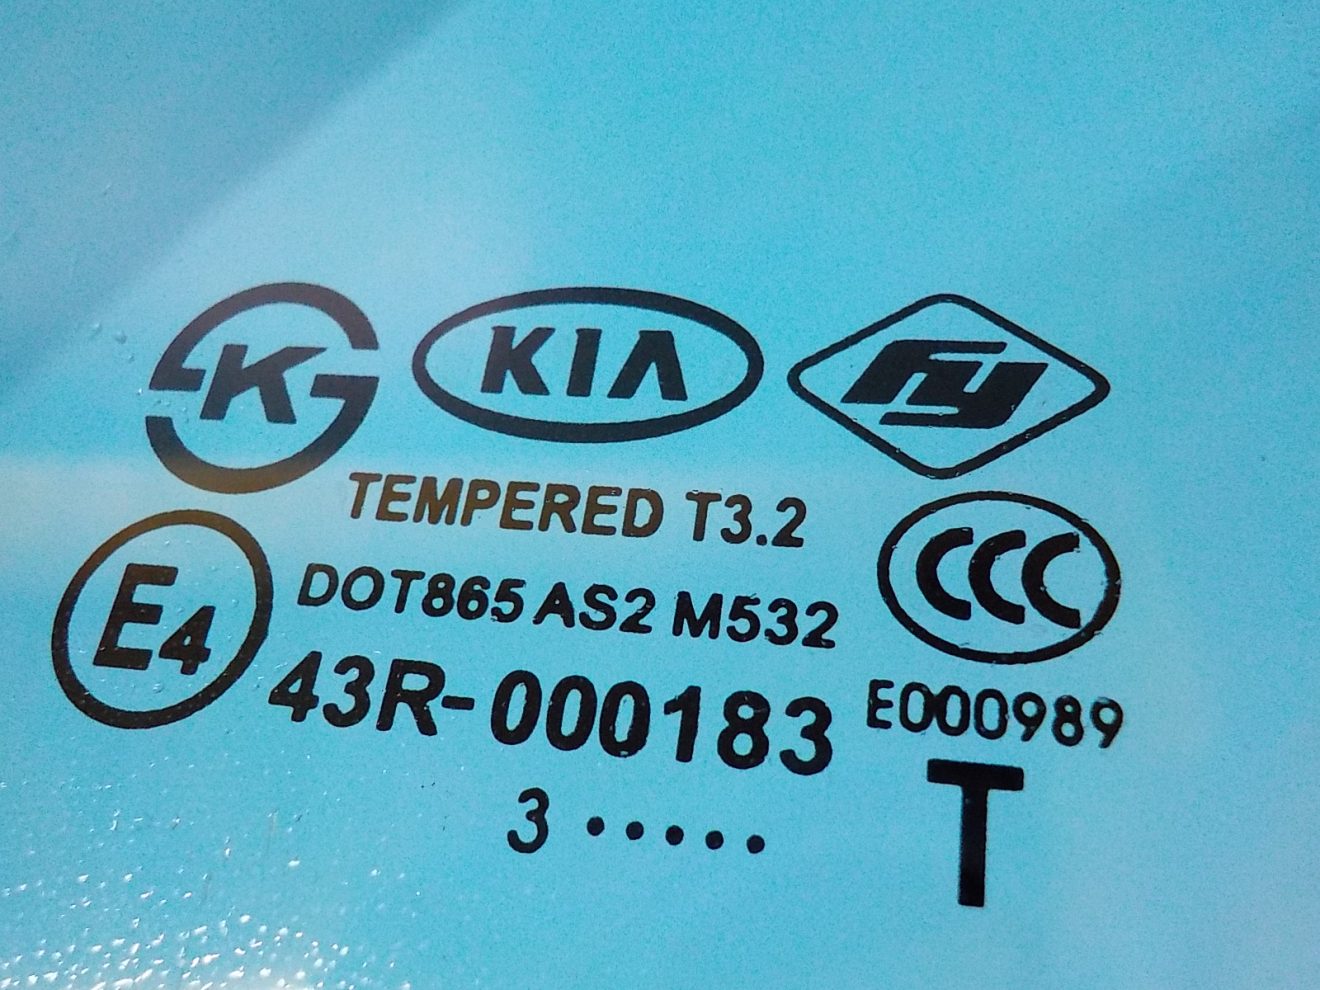 K KIA FY
TEMPERED T3.2
E4 DOT865 AS2 M532 CCC
43R-000183 E000989
3 ·····
T